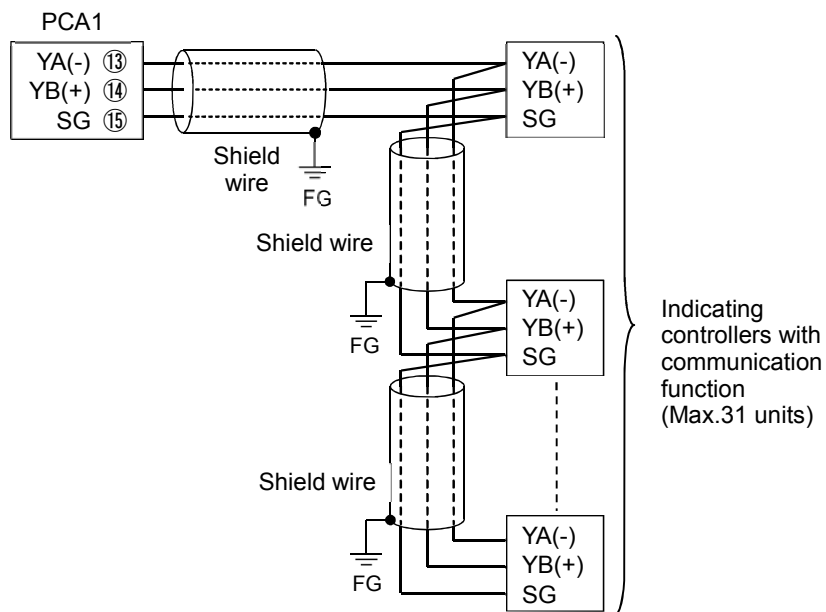 PCA1
YA(-) ⑬
YB(+) ⑭
SG ⑮
Shield
wire
FG
YA(-)
YB(+)
SG
Shield wire
FG
YA(-)
YB(+)
SG
Shield wire
FG
YA(-)
YB(+)
SG
Indicating
controllers with
communication
function
(Max.31 units)